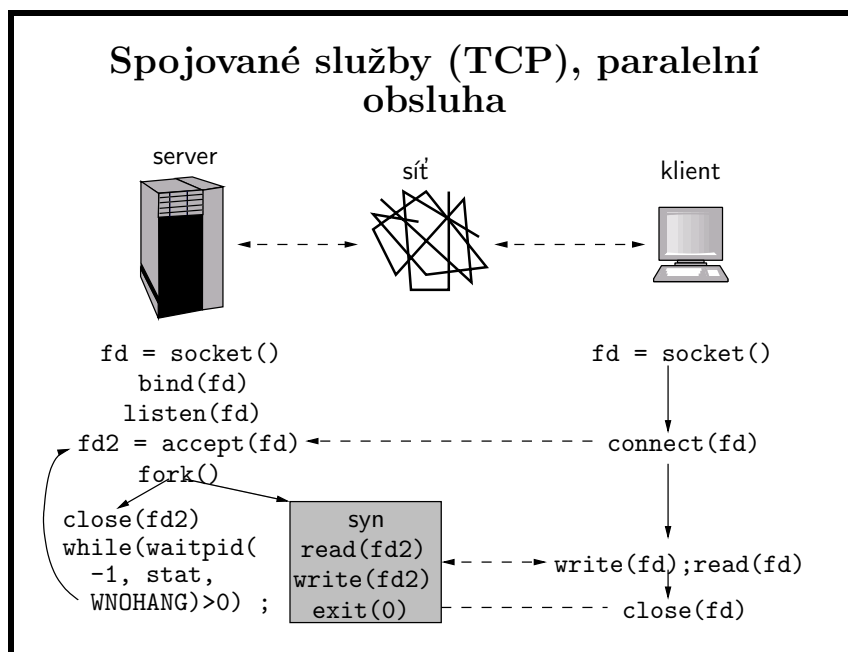 Spojované služby (TCP), paralelní
obsluha
server
síť
klient
fd = socket()
bind(fd)
listen(fd)
fd2 = accept(fd)
fork()
close(fd2)
while(waitpid(
-1, stat,
WNOHANG)>0) ;
syn
read(fd2)
write(fd2)
exit(0)
fd = socket()
connect(fd)
write(fd);read(fd)
close(fd)